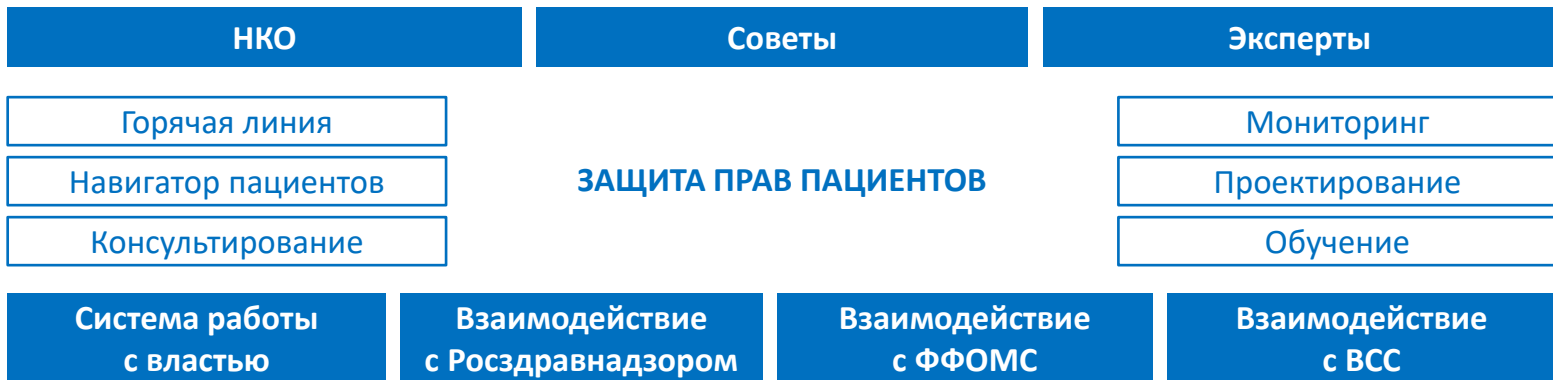 НКО
Советы
Эксперты
Горячая линия
Навигатор пациентов
Консультирование
ЗАЩИТА ПРАВ ПАЦИЕНТОВ
Мониторинг
Проектирование
Обучение
Система работы
с властью
Взаимодействие
с Росздравнадзором
Взаимодействие
с ФФОМС
Взаимодействие
с ВСС